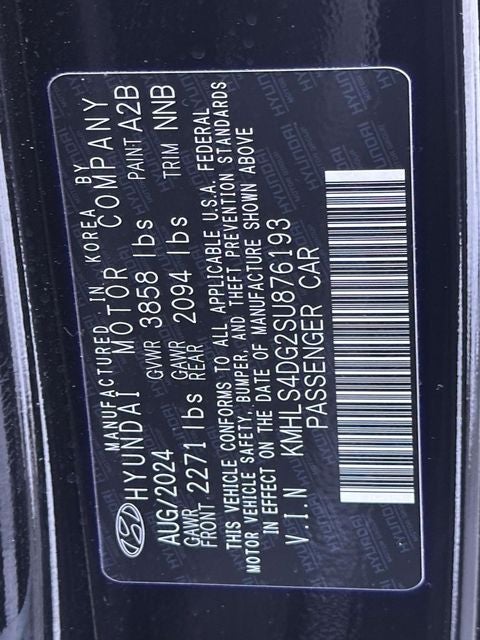 MANUFACTURED IN KOREA BY
HYUNDAI MOTOR COMPANY
AUG/2024 GVWR 3858 lbs PAINT A2B
GAWR FRONT 2271 lbs GAWR REAR 2094 lbs TRIM NNB
THIS VEHICLE CONFORMS TO ALL APPLICABLE U.S.A. FEDERAL
MOTOR VEHICLE SAFETY, BUMPER, AND THEFT PREVENTION STANDARDS
IN EFFECT ON THE DATE OF MANUFACTURE SHOWN ABOVE
V.I.N KMHLS4DG2SU876193
PASSENGER CAR